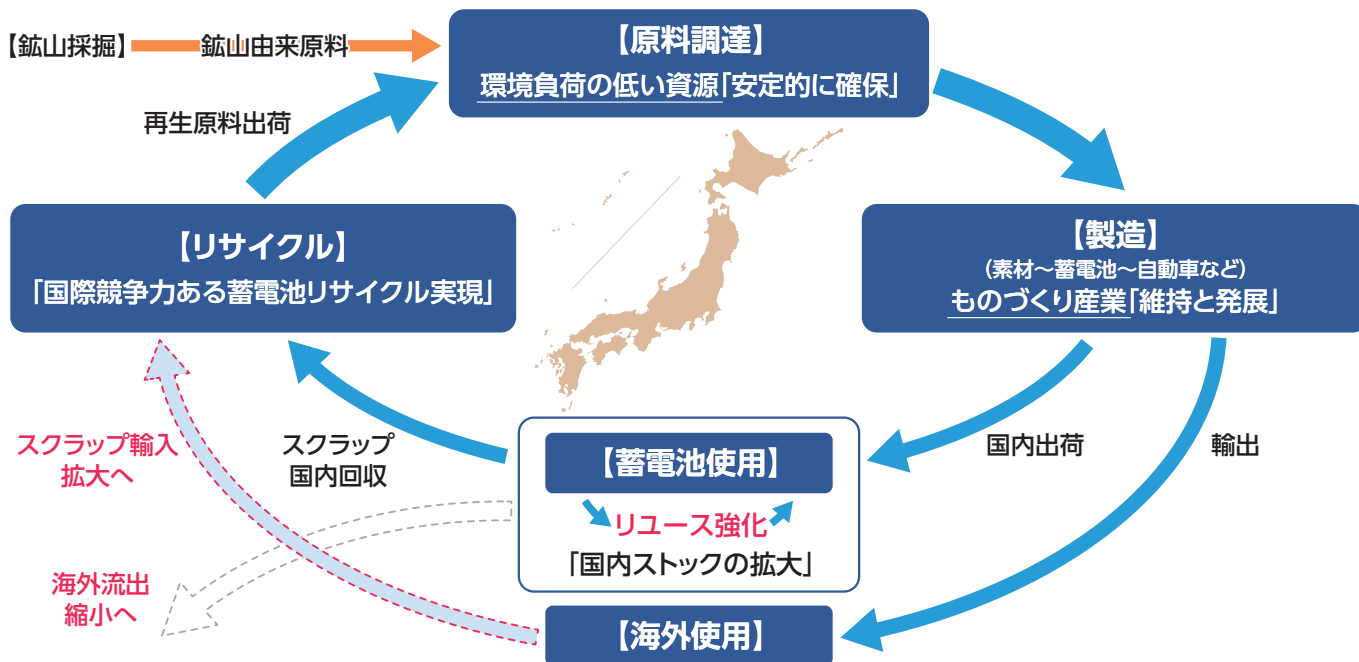 【鉱山採掘】
鉱山由来原料
【原料調達】
環境負荷の低い資源「安定的に確保」
再生原料出荷
【リサイクル】
「国際競争力ある蓄電池リサイクル実現」
【製造】
（素材～蓄電池～自動車など）
ものづくり産業「維持と発展」
スクラップ輸入
拡大へ
スクラップ
国内回収
【蓄電池使用】
リユース強化
「国内ストックの拡大」
国内出荷
輸出
海外流出
縮小へ
【海外使用】